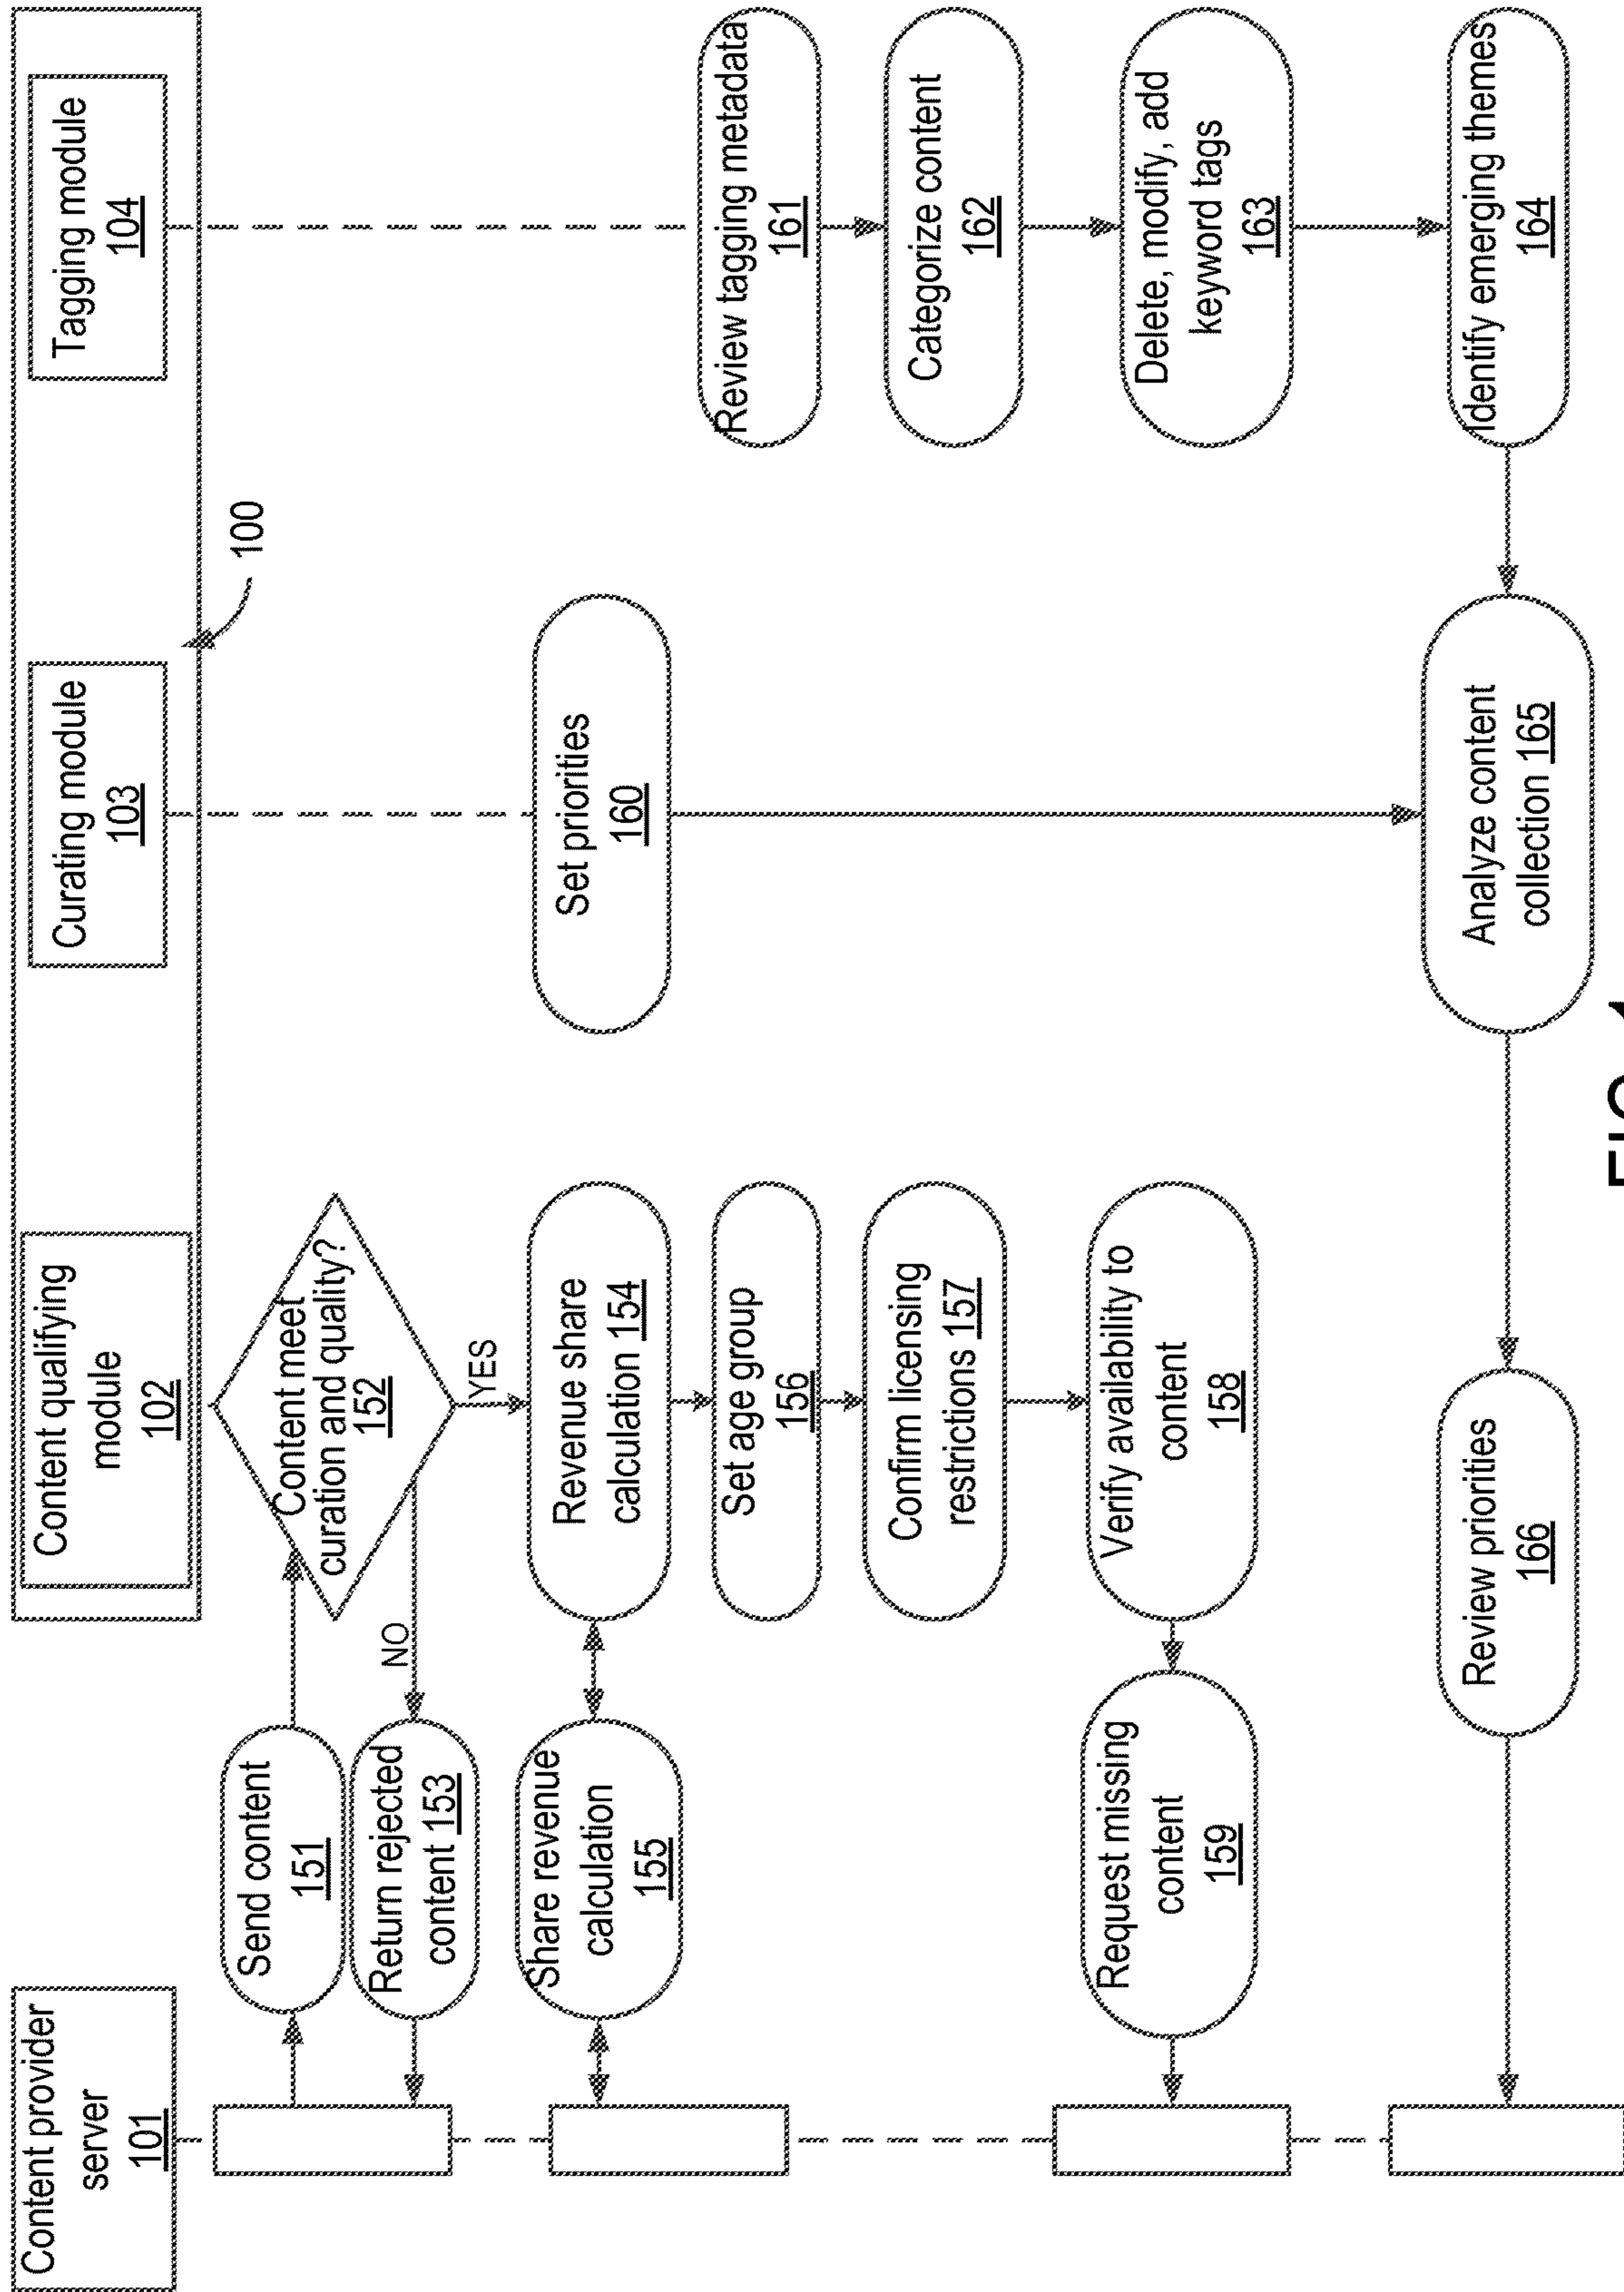 Content provider
server
101
Content qualifying
module
102
Curating module
103
Tagging module
104
100
Send content
151
Content meet
curation and quality?
152
NO
YES
Return rejected
content 153
Revenue share
calculation 154
Share revenue
calculation
155
Set age group
156
Confirm licensing
restrictions 157
Verify availability to
content
158
Request missing
content
159
Set priorities
160
Review tagging metadata
161
Categorize content
162
Delete, modify, add
keyword tags
163
Identify emerging themes
164
Analyze content
collection 165
Review priorities
166